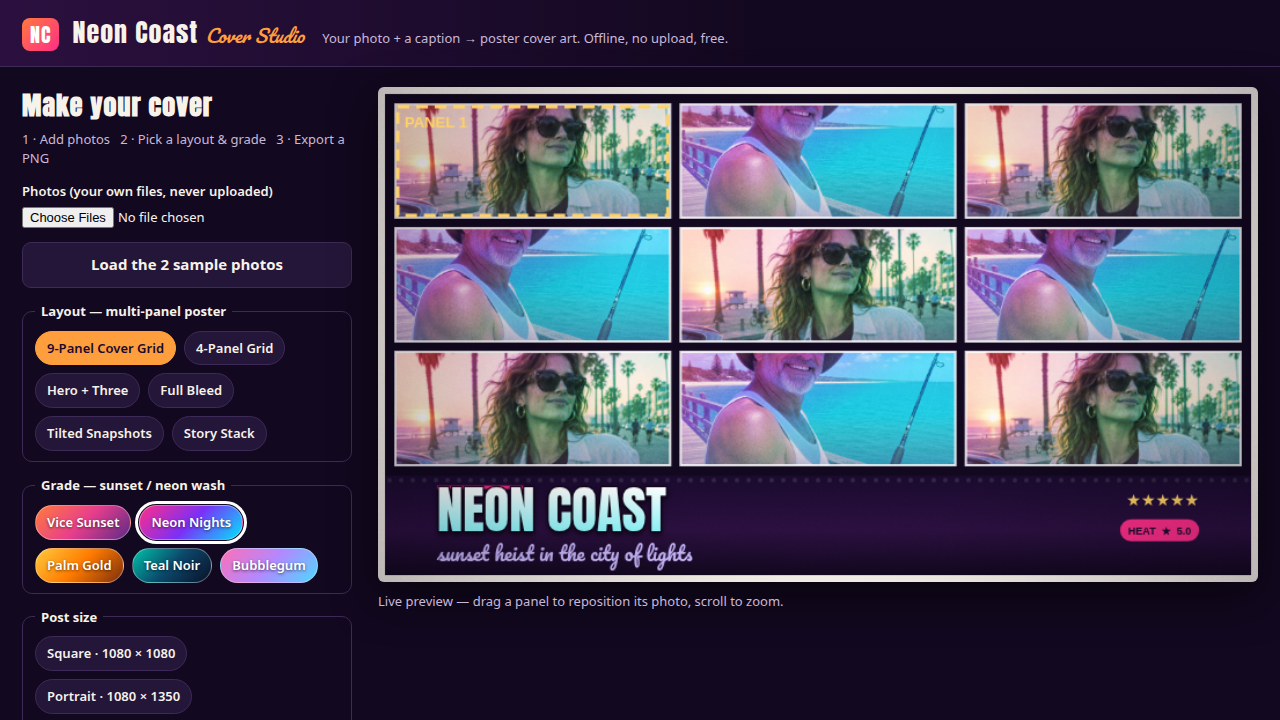 NC Neon Coast Cover Studio Your photo + a caption → poster cover art. Offline, no upload, free.
Make your cover
1 · Add photos 2 · Pick a layout & grade 3 · Export a
PNG
Photos (your own files, never uploaded)
Choose Files No file chosen
Load the 2 sample photos
Layout — multi-panel poster
9-Panel Cover Grid 4-Panel Grid
Hero + Three Full Bleed
Tilted Snapshots Story Stack
Grade — sunset / neon wash
Vice Sunset Neon Nights
Palm Gold Teal Noir Bubblegum
Post size
Square · 1080 × 1080
Portrait · 1080 × 1350
PANEL 1
NEON COAST
sunset heist in the city of lights
★★★★★
HEAT ★ 5.0
Live preview — drag a panel to reposition its photo, scroll to zoom.